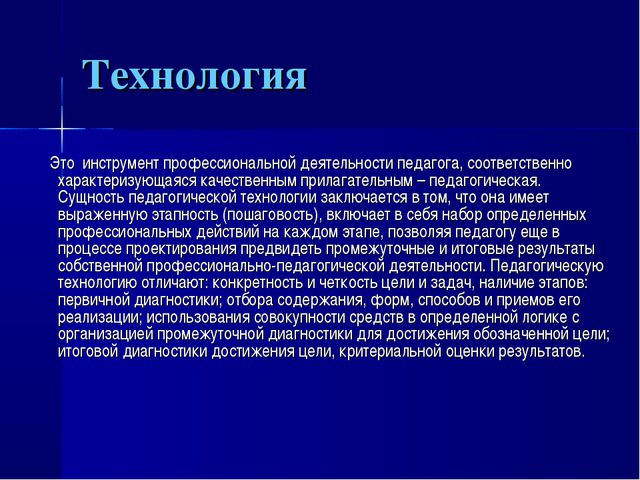 Технология
Это инструмент профессиональной деятельности педагога, соответственно
характеризующаяся качественным прилагательным – педагогическая.
Сущность педагогической технологии заключается в том, что она имеет
выраженную этапность (пошаговость), включает в себя набор определенных
профессиональных действий на каждом этапе, позволяя педагогу еще в
процессе проектирования предвидеть промежуточные и итоговые результаты
собственной профессионально-педагогической деятельности. Педагогическую
технологию отличают: конкретность и четкость цели и задач, наличие этапов:
первичной диагностики; отбора содержания, форм, способов и приемов его
реализации; использования совокупности средств в определенной логике с
организацией промежуточной диагностики для достижения обозначенной цели;
итоговой диагностики достижения цели, критериальной оценки результатов.